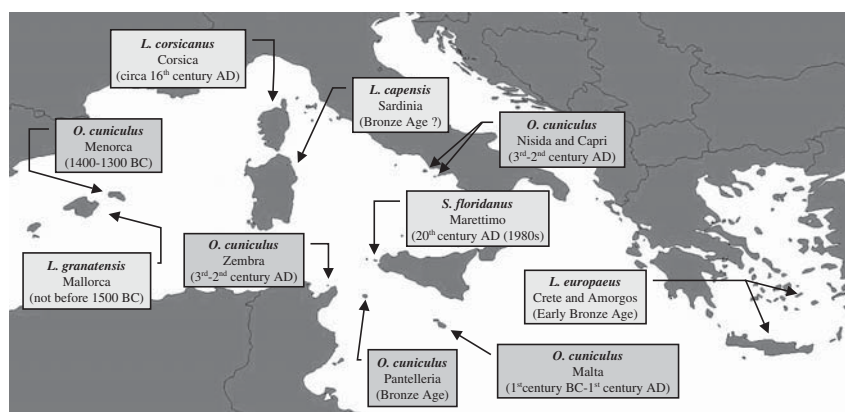 L. corsicanus
Corsica
(circa 16th century AD)
L. capensis
Sardinia
(Bronze Age ?)
O. cuniculus
Menorca
(1400-1300 BC)
O. cuniculus
Nisida and Capri
(3rd-2nd century AD)
S. floridanus
Marettimo
(20th century AD (1980s)
O. cuniculus
Zembra
(3rd-2nd century AD)
L. granatensis
Mallorca
(not before 1500 BC)
L. europaeus
Crete and Amorgos
(Early Bronze Age)
O. cuniculus
Pantelleria
(Bronze Age)
O. cuniculus
Malta
(1stcentury BC-1st century AD)